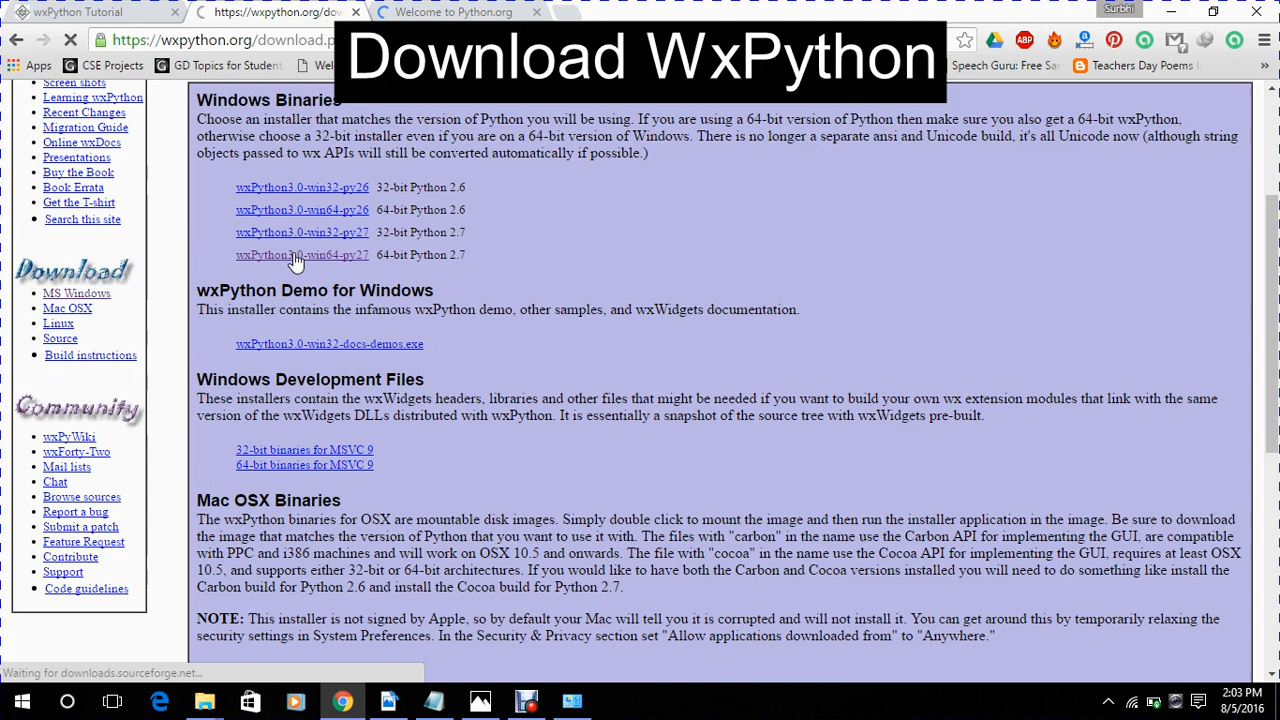 wxPython Tutorial
https://wxpython.org/dow
Welcome to Python.org
Surbhi
https://wxpython.org/download.p
Download WxPython
Apps
CSE Projects
GD Topics for Student
Wel
Speech Guru: Free Sa
Teachers Day Poems I
Screen shots
Learning wxPython
Recent Changes
Migration Guide
Online wxDocs
Presentations
Buy the Book
Book Errata
Get the T-shirt
Search this site
Download
MS Windows
Mac OSX
Linux
Source
Build instructions
Community
wxPyWiki
wxForty-Two
Mail lists
Chat
Browse sources
Report a bug
Submit a patch
Feature Request
Contribute
Support
Code guidelines
Windows Binaries
Choose an installer that matches the version of Python you will be using. If you are using a 64-bit version of Python then make sure you also get a 64-bit wxPython,
otherwise choose a 32-bit installer even if you are on a 64-bit version of Windows. There is no longer a separate ansi and Unicode build, it's all Unicode now (although string
objects passed to wx APIs will still be converted automatically if possible.)
wxPython3.0-win32-py26 32-bit Python 2.6
wxPython3.0-win64-py26 64-bit Python 2.6
wxPython3.0-win32-py27 32-bit Python 2.7
wxPython3.0-win64-py27 64-bit Python 2.7
wxPython Demo for Windows
This installer contains the infamous wxPython demo, other samples, and wxWidgets documentation.
wxPython3.0-win32-docs-demos.exe
Windows Development Files
These installers contain the wxWidgets headers, libraries and other files that might be needed if you want to build your own wx extension modules that link with the same
version of the wxWidgets DLLs distributed with wxPython. It is essentially a snapshot of the source tree with wxWidgets pre-built.
32-bit binaries for MSVC 9
64-bit binaries for MSVC 9
Mac OSX Binaries
The wxPython binaries for OSX are mountable disk images. Simply double click to mount the image and then run the installer application in the image. Be sure to download
the image that matches the version of Python that you want to use it with. The files with "carbon" in thename use the Carbon API for implementing the GUI, are compatible
with PPC and i386 machines and will work on OSX 10.5 and onwards. The file with "cocoa" in thename use the Cocoa API for implementing the GUI, requires at least OSX
10.5, and supports either 32-bit or 64-bit architectures. If you would like to have both the Carbon and Cocoa versions installed you will need to do something like install the
Carbon build for Python 2.6 and install the Cocoa build for Python 2.7.
NOTE: This installer is not signed by Apple, so by default your Mac will tell you it is corrupted and will not install it. You can get around this by temporarily relaxing the
security settings in System Preferences. In the Security & Privacy section set "Allow applications downloaded from" to "Anywhere."
Waiting for downloads.sourceforge.net...
2:03 PM
8/5/2016